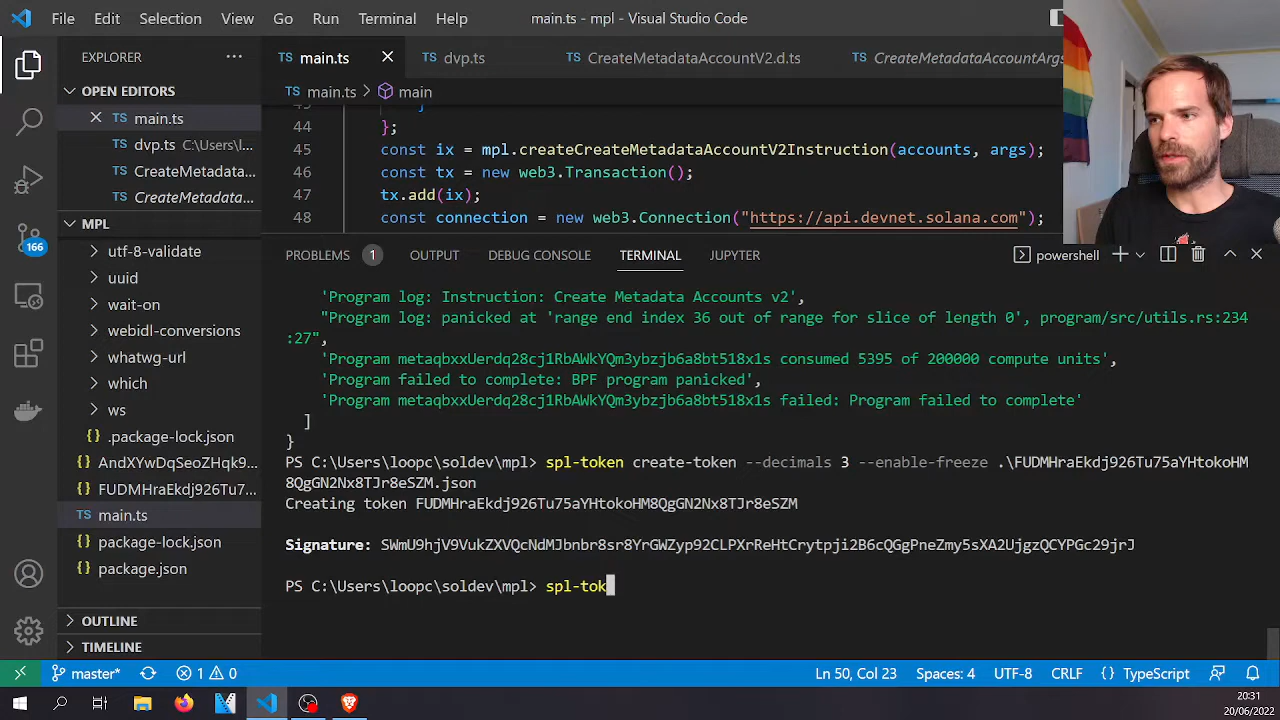 File Edit Selection View Go Run Terminal Help main.ts - mpl - Visual Studio Code
EXPLORER
OPEN EDITORS
main.ts
dvp.ts C:\Users\l...
CreateMetadata...
CreateMetadata...
MPL
utf-8-validate
uuid
wait-on
webidl-conversions
whatwg-url
which
ws
.package-lock.json
AndXYwDqSeoZHqk9...
FUDMHraEkdj926Tu7...
main.ts
package-lock.json
package.json
OUTLINE
TIMELINE
166
main.ts dvp.ts CreateMetadataAccountV2.d.ts CreateMetadataAccountArgs
main.ts > main
44 };
45 const ix = mpl.createCreateMetadataAccountV2Instruction(accounts, args);
46 const tx = new web3.Transaction();
47 tx.add(ix);
48 const connection = new web3.Connection("https://api.devnet.solana.com");
PROBLEMS 1 OUTPUT DEBUG CONSOLE TERMINAL JUPYTER powershell
'Program log: Instruction: Create Metadata Accounts v2',
"Program log: panicked at 'range end index 36 out of range for slice of length 0', program/src/utils.rs:234
:27",
'Program metaqbxxUerdq28cj1RbAWkYQm3ybzjb6a8bt518x1s consumed 5395 of 200000 compute units',
'Program failed to complete: BPF program panicked',
'Program metaqbxxUerdq28cj1RbAWkYQm3ybzjb6a8bt518x1s failed: Program failed to complete'
]
}
PS C:\Users\loopc\soldev\mpl> spl-token create-token --decimals 3 --enable-freeze .\FUDMHraEkdj926Tu75aYHtokoHM
8QgGN2Nx8TJr8eSZM.json
Creating token FUDMHraEkdj926Tu75aYHtokoHM8QgGN2Nx8TJr8eSZM
Signature: SWmU9hjV9VukZXVQcNdMJbnbr8sr8YrGWZyp92CLPXrReHtCrytpji2B6cQGgPneZmy5sXA2UjgzQCYPGc29jrJ
PS C:\Users\loopc\soldev\mpl> spl-tok
master* 1 0 Ln 50, Col 23 Spaces: 4 UTF-8 CRLF {} TypeScript
20:31
20/06/2022